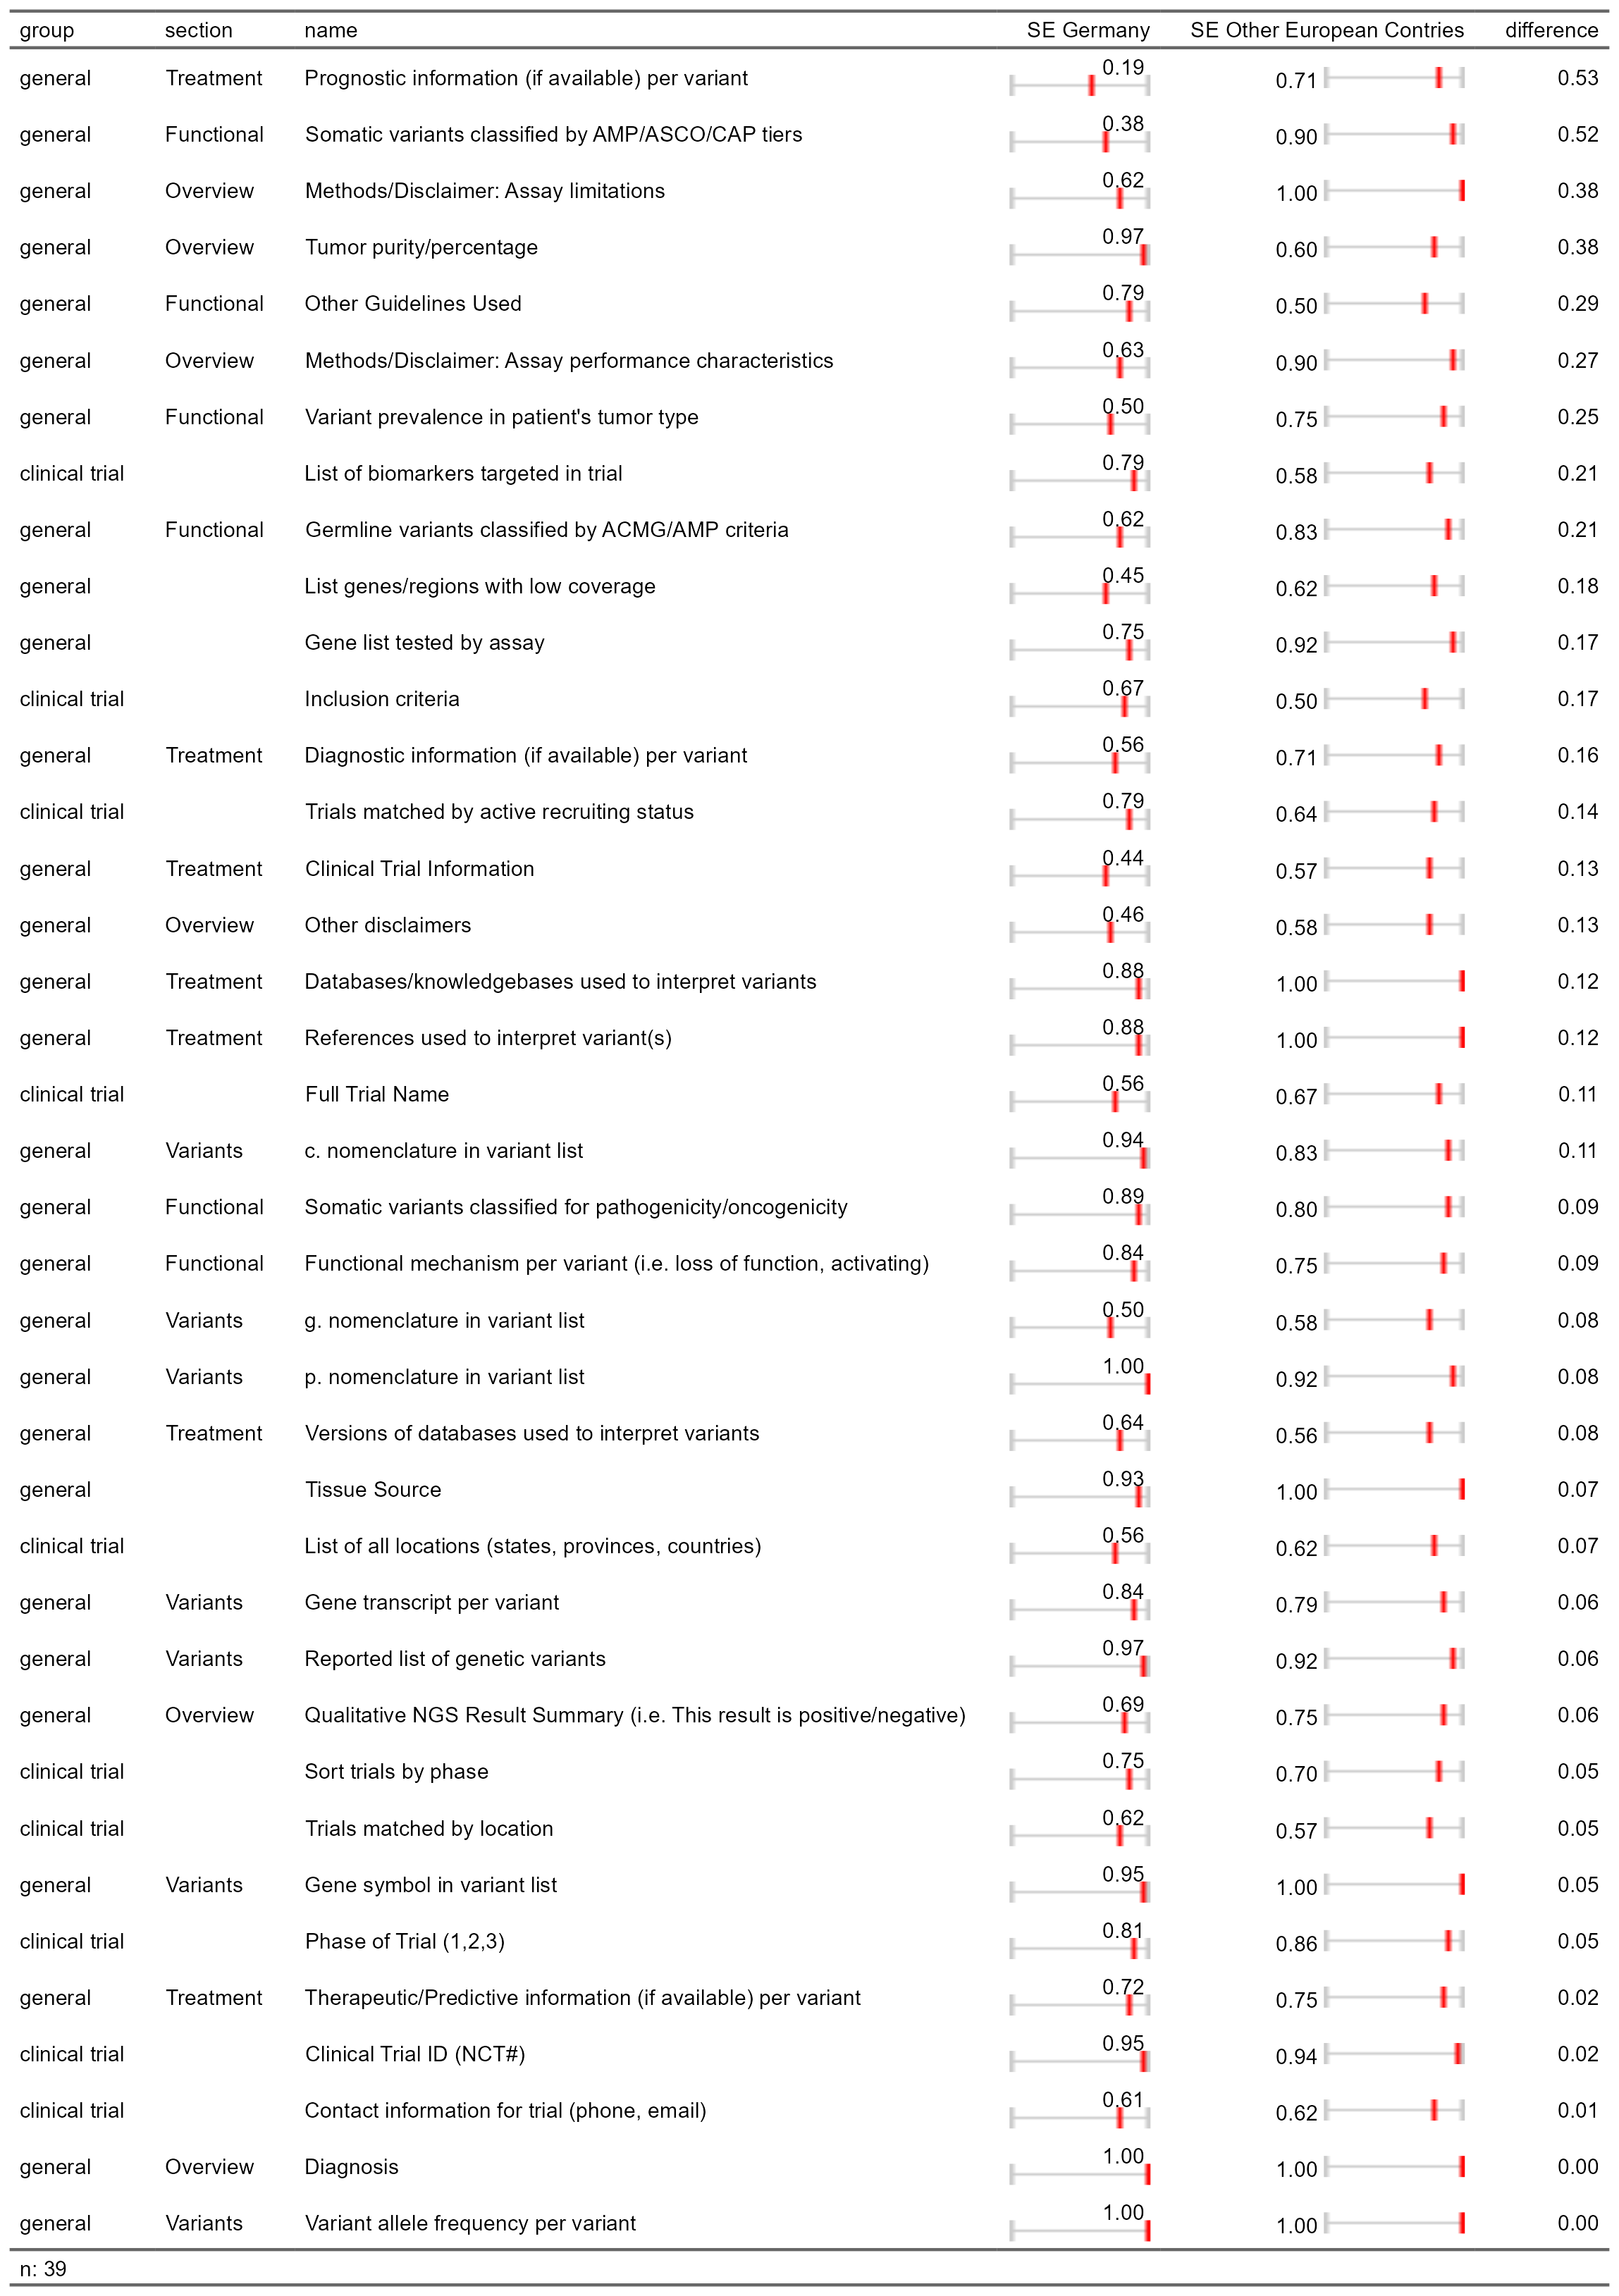 group section name SE Germany SE Other European Contries difference
general Treatment Prognostic information (if available) per variant 0.19 0.71 0.53
general Functional Somatic variants classified by AMP/ASCO/CAP tiers 0.38 0.90 0.52
general Overview Methods/Disclaimer: Assay limitations 0.62 1.00 0.38
general Overview Tumor purity/percentage 0.97 0.60 0.38
general Functional Other Guidelines Used 0.79 0.50 0.29
general Overview Methods/Disclaimer: Assay performance characteristics 0.63 0.90 0.27
general Functional Variant prevalence in patient's tumor type 0.50 0.75 0.25
clinical trial List of biomarkers targeted in trial 0.79 0.58 0.21
general Functional Germline variants classified by ACMG/AMP criteria 0.62 0.83 0.21
general List genes/regions with low coverage 0.45 0.62 0.18
general Gene list tested by assay 0.75 0.92 0.17
clinical trial Inclusion criteria 0.67 0.50 0.17
general Treatment Diagnostic information (if available) per variant 0.56 0.71 0.16
clinical trial Trials matched by active recruiting status 0.79 0.64 0.14
general Treatment Clinical Trial Information 0.44 0.57 0.13
general Overview Other disclaimers 0.46 0.58 0.13
general Treatment Databases/knowledgebases used to interpret variants 0.88 1.00 0.12
general Treatment References used to interpret variant(s) 0.88 1.00 0.12
clinical trial Full Trial Name 0.56 0.67 0.11
general Variants c. nomenclature in variant list 0.94 0.83 0.11
general Functional Somatic variants classified for pathogenicity/oncogenicity 0.89 0.80 0.09
general Functional Functional mechanism per variant (i.e. loss of function, activating) 0.84 0.75 0.09
general Variants g. nomenclature in variant list 0.50 0.58 0.08
general Variants p. nomenclature in variant list 1.00 0.92 0.08
general Treatment Versions of databases used to interpret variants 0.64 0.56 0.08
general Tissue Source 0.93 1.00 0.07
clinical trial List of all locations (states, provinces, countries) 0.56 0.62 0.07
general Variants Gene transcript per variant 0.84 0.79 0.06
general Variants Reported list of genetic variants 0.97 0.92 0.06
general Overview Qualitative NGS Result Summary (i.e. This result is positive/negative) 0.69 0.75 0.06
clinical trial Sort trials by phase 0.75 0.70 0.05
clinical trial Trials matched by location 0.62 0.57 0.05
general Variants Gene symbol in variant list 0.95 1.00 0.05
clinical trial Phase of Trial (1,2,3) 0.81 0.86 0.05
general Treatment Therapeutic/Predictive information (if available) per variant 0.72 0.75 0.02
clinical trial Clinical Trial ID (NCT#) 0.95 0.94 0.02
clinical trial Contact information for trial (phone, email) 0.61 0.62 0.01
general Overview Diagnosis 1.00 1.00 0.00
general Variants Variant allele frequency per variant 1.00 1.00 0.00
n: 39